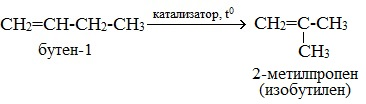 CH2=CH-CH2-CH3 катализатор, t0 CH2=C-CH3
CH3
бутен-1
2-метилпропен
(изобутилен)